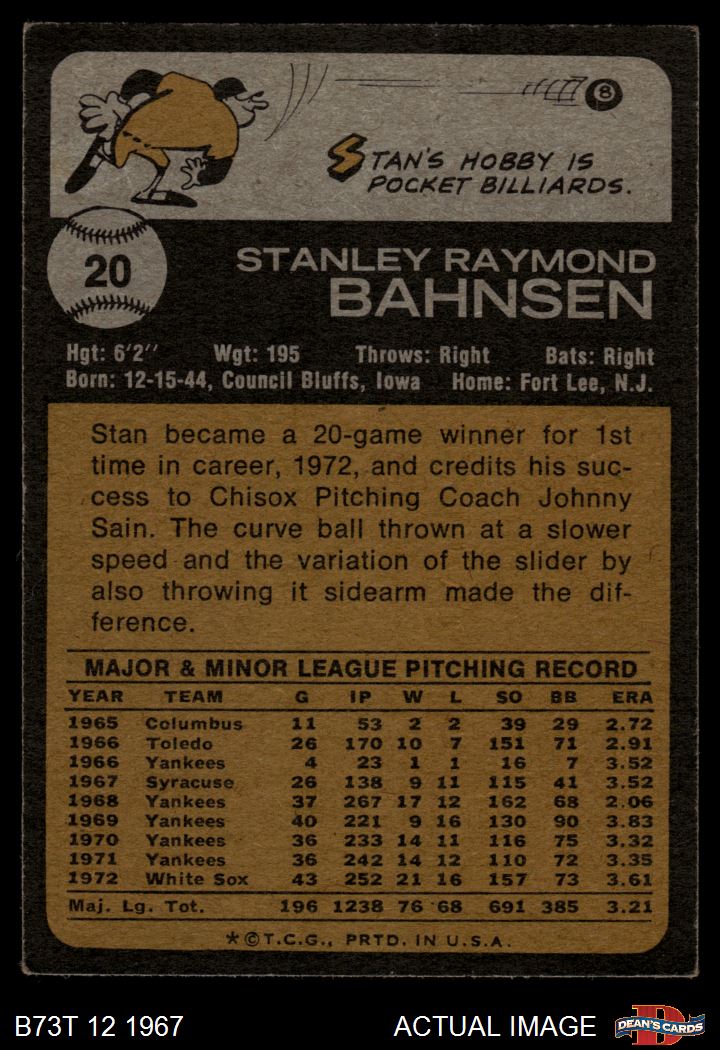 8
STAN'S HOBBY IS
POCKET BILLIARDS.
20
STANLEY RAYMOND
BAHNSEN
Hgt: 6'2" Wgt: 195 Throws: Right Bats: Right
Born: 12-15-44, Council Bluffs, Iowa Home: Fort Lee, N.J.
Stan became a 20-game winner for 1st
time in career, 1972, and credits his suc-
cess to Chisox Pitching Coach Johnny
Sain. The curve ball thrown at a slower
speed and the variation of the slider by
also throwing it sidearm made the dif-
ference.
MAJOR & MINOR LEAGUE PITCHING RECORD
YEAR TEAM G IP W L SO BB ERA
1965 Columbus 11 53 2 2 39 29 2.72
1966 Toledo 26 170 10 7 151 71 2.91
1966 Yankees 4 23 1 1 16 7 3.52
1967 Syracuse 26 138 9 11 115 41 3.52
1968 Yankees 37 267 17 12 162 68 2.06
1969 Yankees 40 221 9 16 130 90 3.83
1970 Yankees 36 233 14 11 116 75 3.32
1971 Yankees 36 242 14 12 110 72 3.35
1972 White Sox 43 252 21 16 157 73 3.61
Maj. Lg. Tot. 196 1238 76 68 691 385 3.21
*©T.C.G., PRTD. IN U.S.A.
B73T 12 1967 ACTUAL IMAGE D DEAN'S CARDS